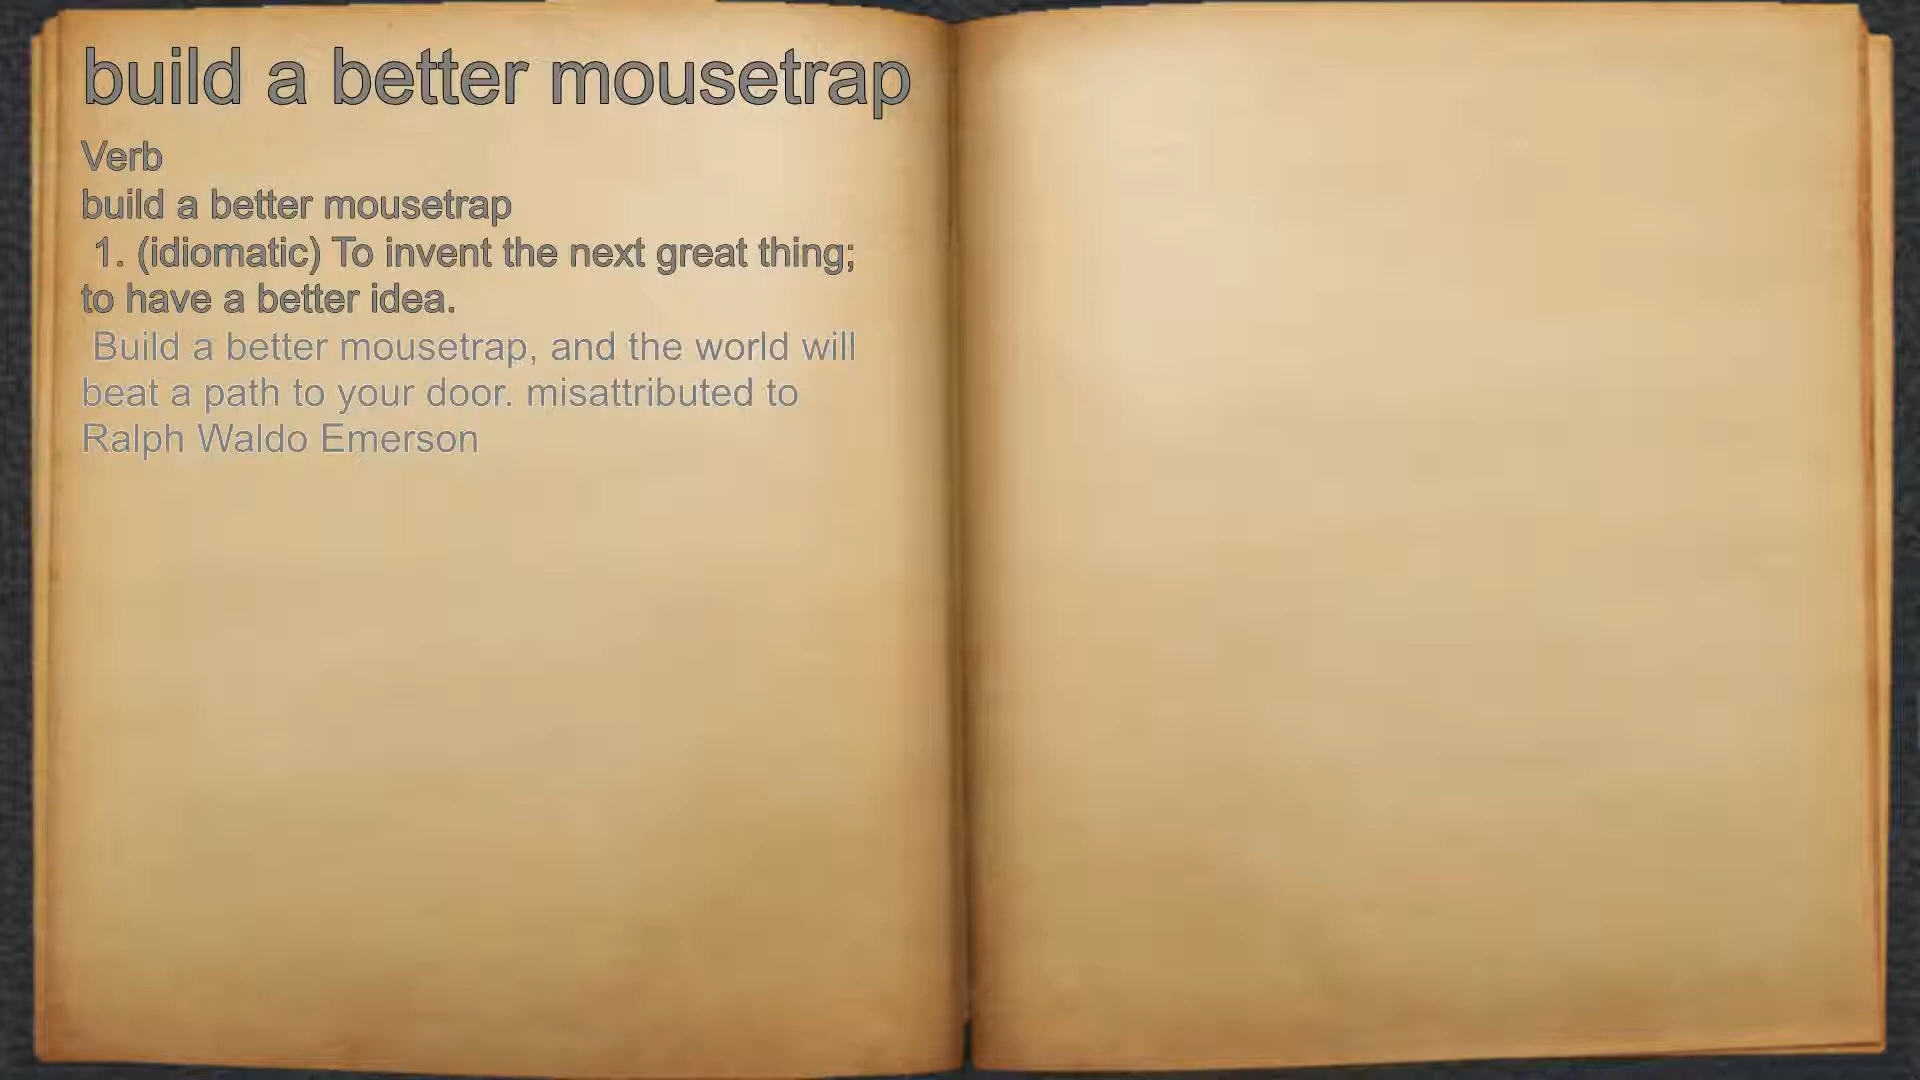 build a better mousetrap
Verb
build a better mousetrap
1. (idiomatic) To invent the next great thing;
to have a better idea.
Build a better mousetrap, and the world will
beat a path to your door. misattributed to
Ralph Waldo Emerson